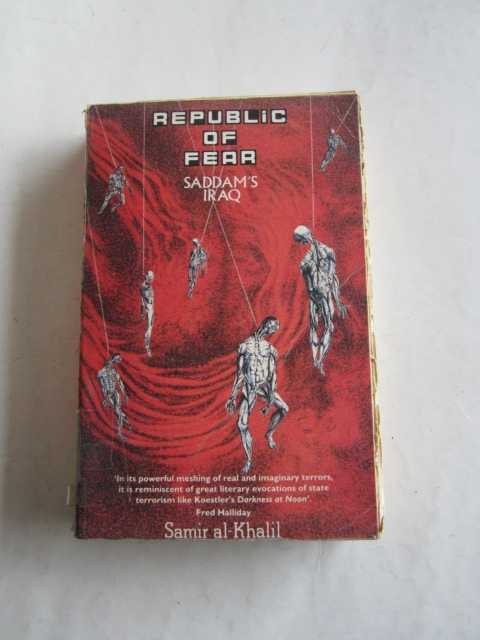 REPUBLIC
OF
FEAR
SADDAM'S
IRAQ
'In its powerful meshing of real and imaginary terrors,
it is reminiscent of great literary evocations of state
terrorism like Koestler's Darkness at Noon'.
Fred Halliday
Samir al-Khalil